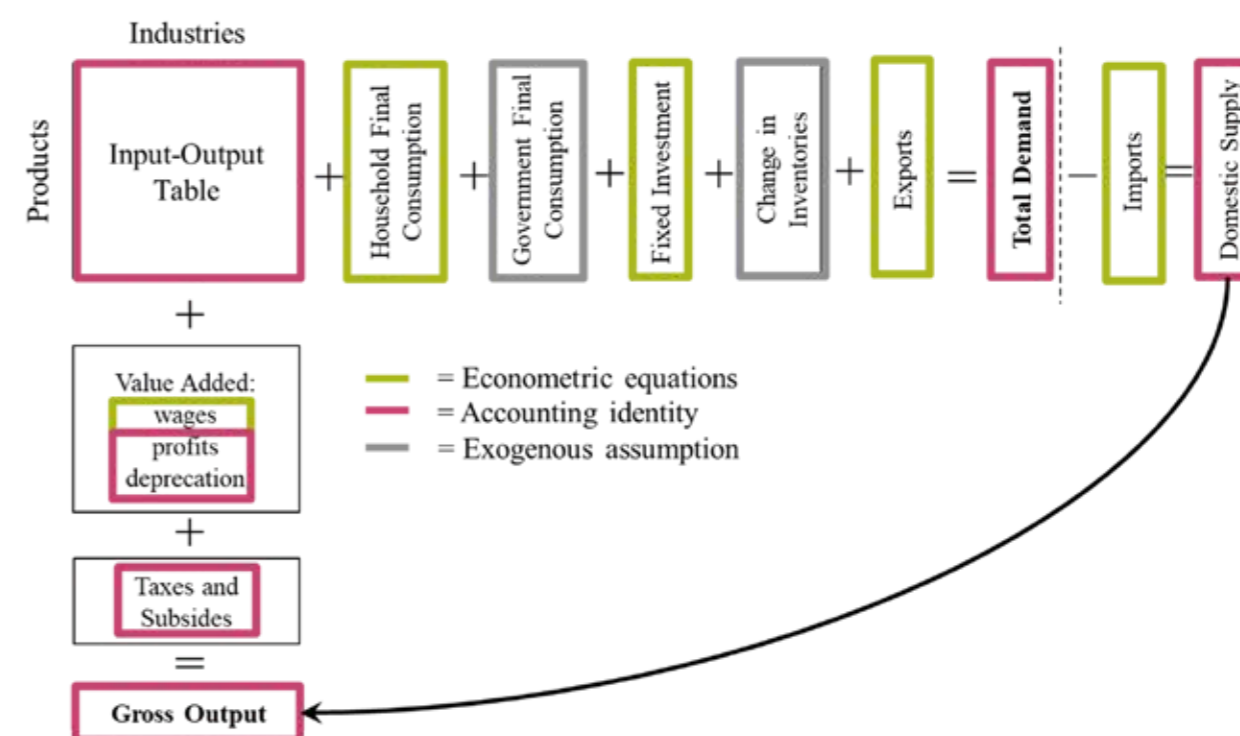 Industries
Products
Input-Output
Table
+
Household Final
Consumption
+
Government Final
Consumption
+
Fixed Investment
+
Change in
Inventories
+
Exports
=
Total Demand
−
Imports
=
Domestic Supply
+
Value Added:
wages
profits
deprecation
= Econometric equations
= Accounting identity
= Exogenous assumption
+
Taxes and
Subsides
=
Gross Output